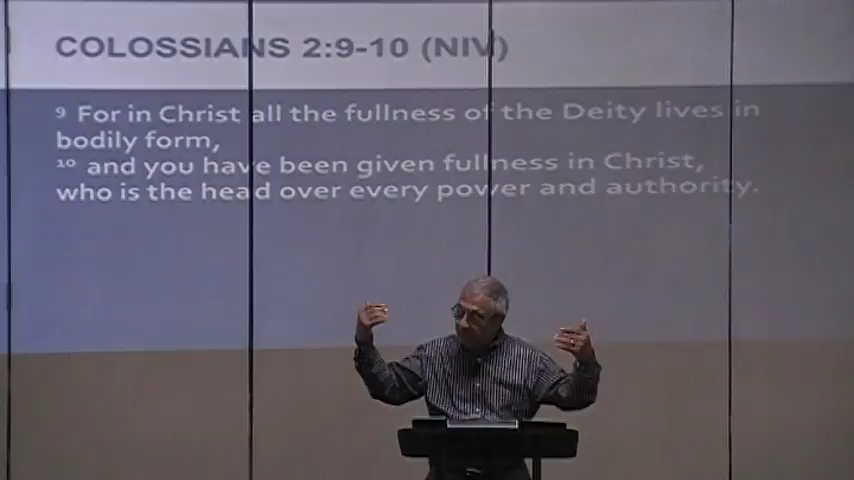 COLOSSIANS 2:9-10 (NIV)
⁹ For in Christ all the fullness of the Deity lives in
bodily form,
¹⁰ and you have been given fullness in Christ,
who is the head over every power and authority.